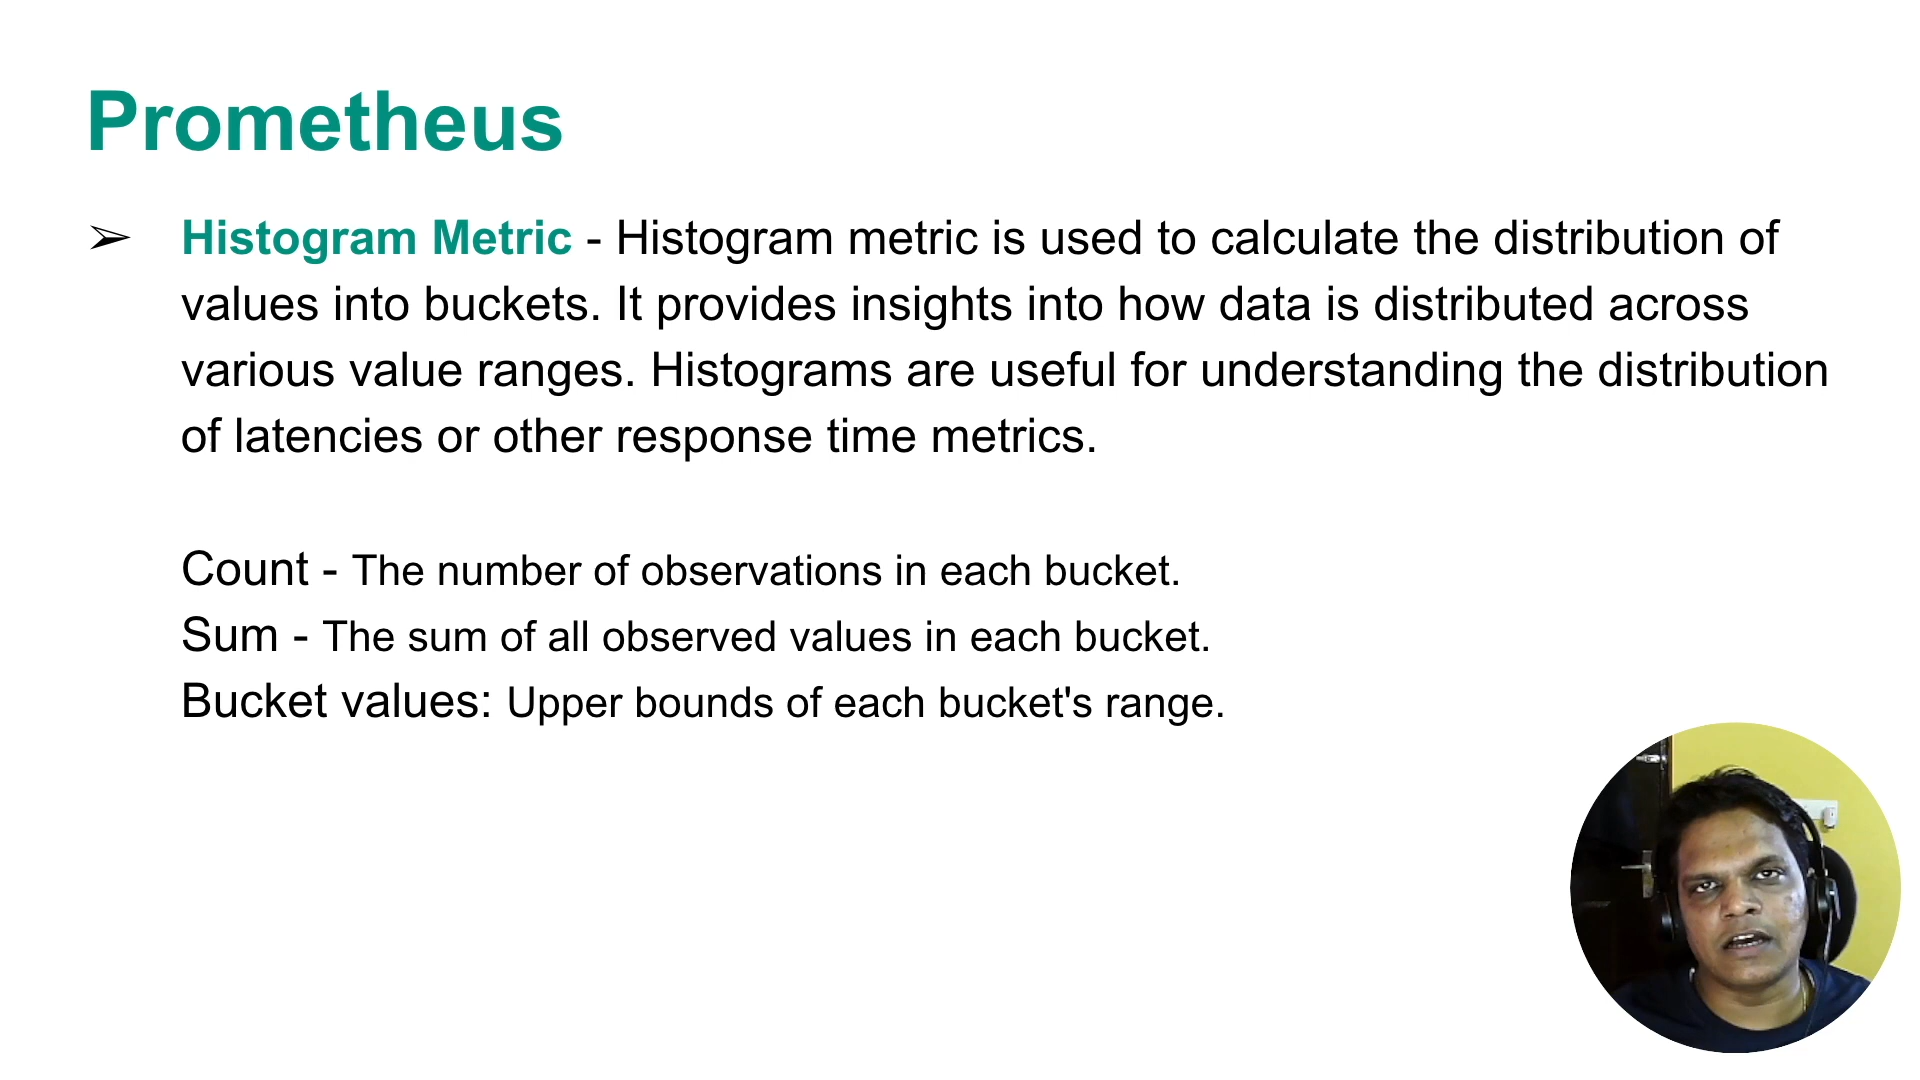 Prometheus
➢ Histogram Metric - Histogram metric is used to calculate the distribution of
values into buckets. It provides insights into how data is distributed across
various value ranges. Histograms are useful for understanding the distribution
of latencies or other response time metrics.
Count - The number of observations in each bucket.
Sum - The sum of all observed values in each bucket.
Bucket values: Upper bounds of each bucket's range.